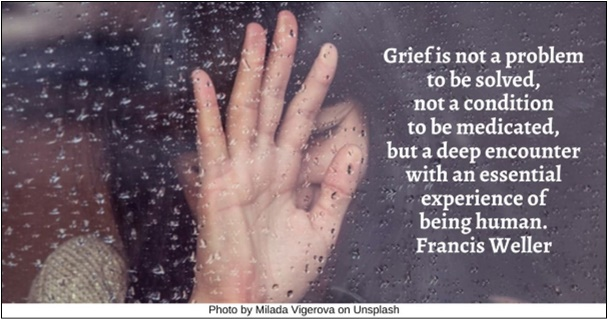 Grief is not a problem
to be solved,
not a condition
to be medicated,
but a deep encounter
with an essential
experience of
being human.
Francis Weller
Photo by Milada Vigerova on Unsplash